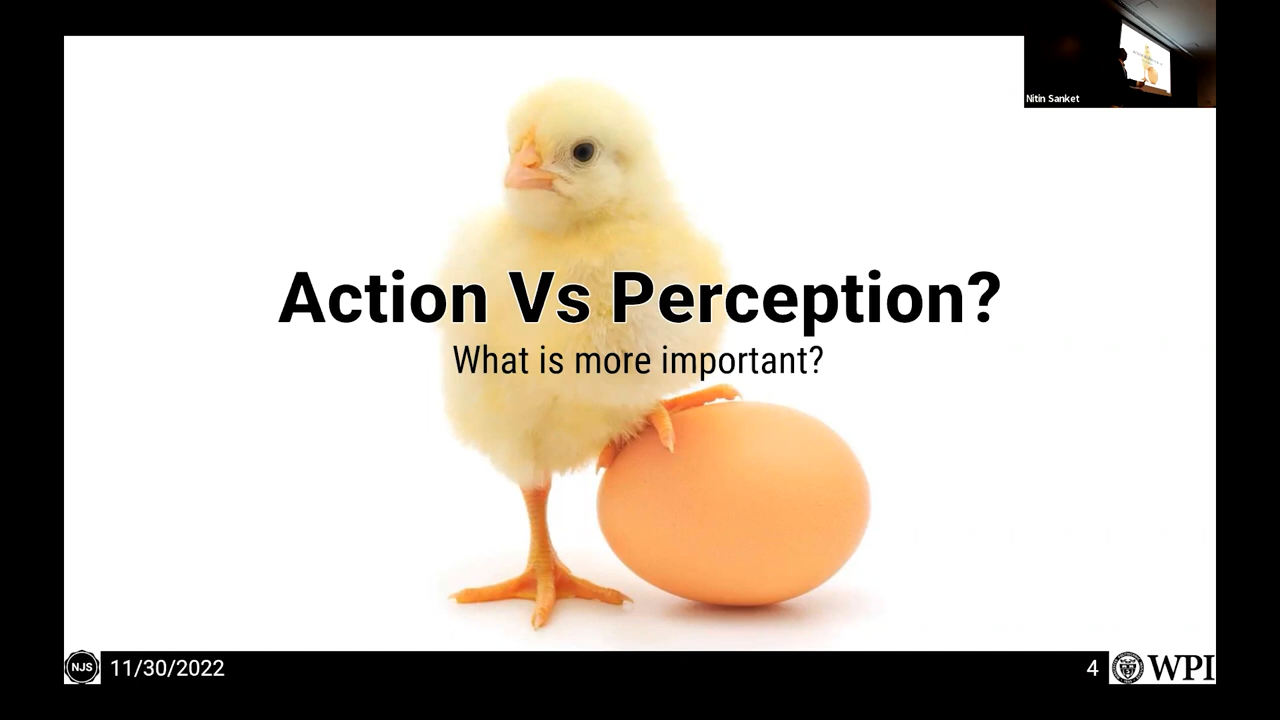 Nitin Sanket
Action Vs Perception?
What is more important?
NJS 11/30/2022
4 WPI